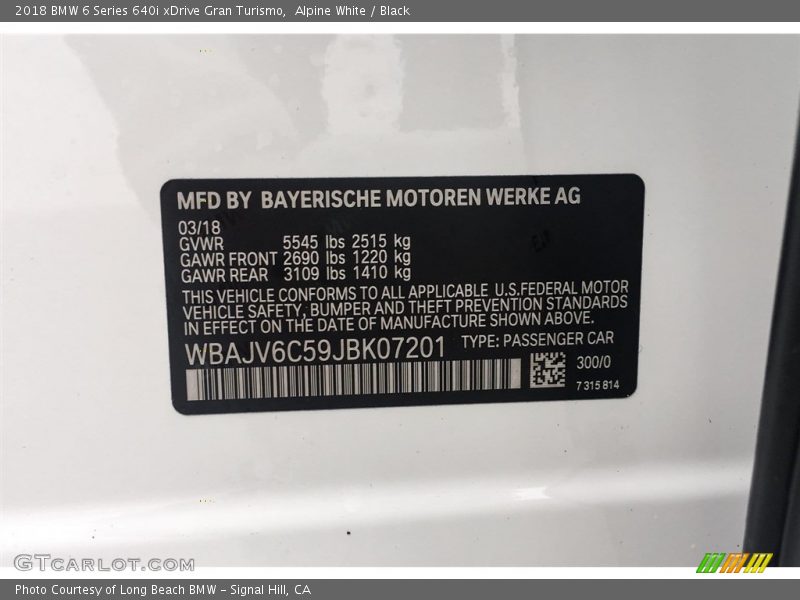 2018 BMW 6 Series 640i xDrive Gran Turismo,  Alpine White / Black
MFD BY BAYERISCHE MOTOREN WERKE AG
03/18
GVWR 5545 lbs 2515 kg
GAWR FRONT 2690 lbs 1220 kg
GAWR REAR 3109 lbs 1410 kg
THIS VEHICLE CONFORMS TO ALL APPLICABLE U.S.FEDERAL MOTOR
VEHICLE SAFETY, BUMPER AND THEFT PREVENTION STANDARDS
IN EFFECT ON THE DATE OF MANUFACTURE SHOWN ABOVE.
WBAJV6C59JBK07201 TYPE: PASSENGER CAR
300/0
7 315 814
GTCARLOT.COM
Photo Courtesy of Long Beach BMW - Signal Hill, CA